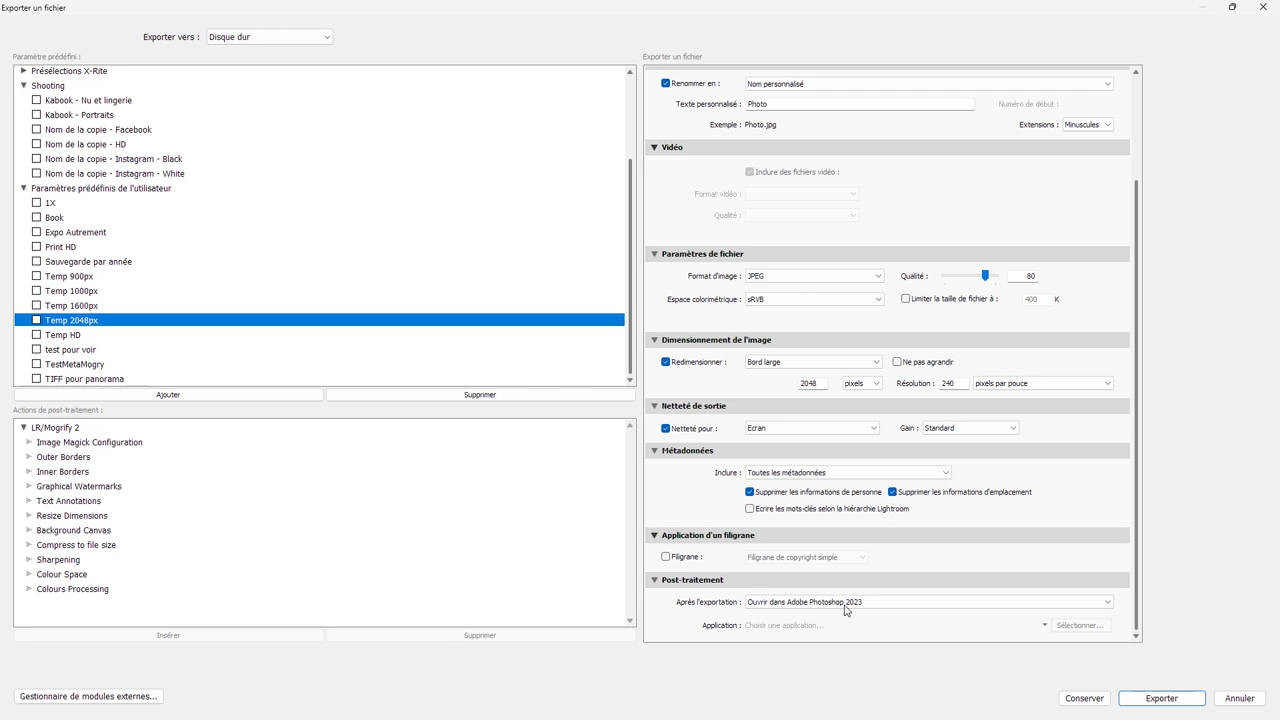 Exporter un fichier
Exporter vers : Disque dur
Paramètre prédéfini :
Présélections X-Rite
Shooting
Kabook - Nu et lingerie
Kabook - Portraits
Nom de la copie - Facebook
Nom de la copie - HD
Nom de la copie - Instagram - Black
Nom de la copie - Instagram - White
Paramètres prédéfinis de l'utilisateur
1X
Book
Expo Autrement
Print HD
Sauvegarde par année
Temp 900px
Temp 1000px
Temp 1600px
Temp 2048px
Temp HD
test pour voir
TestMetaMogry
TIFF pour panorama
Ajouter
Supprimer
Actions de post-traitement :
LR/Mogrify 2
Image Magick Configuration
Outer Borders
Inner Borders
Graphical Watermarks
Text Annotations
Resize Dimensions
Background Canvas
Compress to file size
Sharpening
Colour Space
Colours Processing
Insérer
Supprimer
Gestionnaire de modules externes...
Exporter un fichier
Renommer en : Nom personnalisé
Texte personnalisé : Photo Numéro de début :
Exemple : Photo.jpg Extensions : Minuscules
Vidéo
Indure des fichiers vidéo :
Format vidéo :
Qualité :
Paramètres de fichier
Format d'image : JPEG Qualité : 80
Espace colorimétrique : sRVB Limiter la taille de fichier à : 400 K
Dimensionnement de l'image
Redimensionner : Bord large Ne pas agrandir
2048 pixels Résolution : 240 pixels par pouce
Netteté de sortie
Netteté pour : Ecran Gain : Standard
Métadonnées
Indure : Toutes les métadonnées
Supprimer les informations de personne Supprimer les informations d'emplacement
Ecrire les mots-clés selon la hiérarchie Lightroom
Application d'un filigrane
Filigrane : Filigrane de copyright simple
Post-traitement
Après l'exportation : Ouvrir dans Adobe Photoshop 2023
Application : Choisir une application... Sélectionner...
Conserver Exporter Annuler